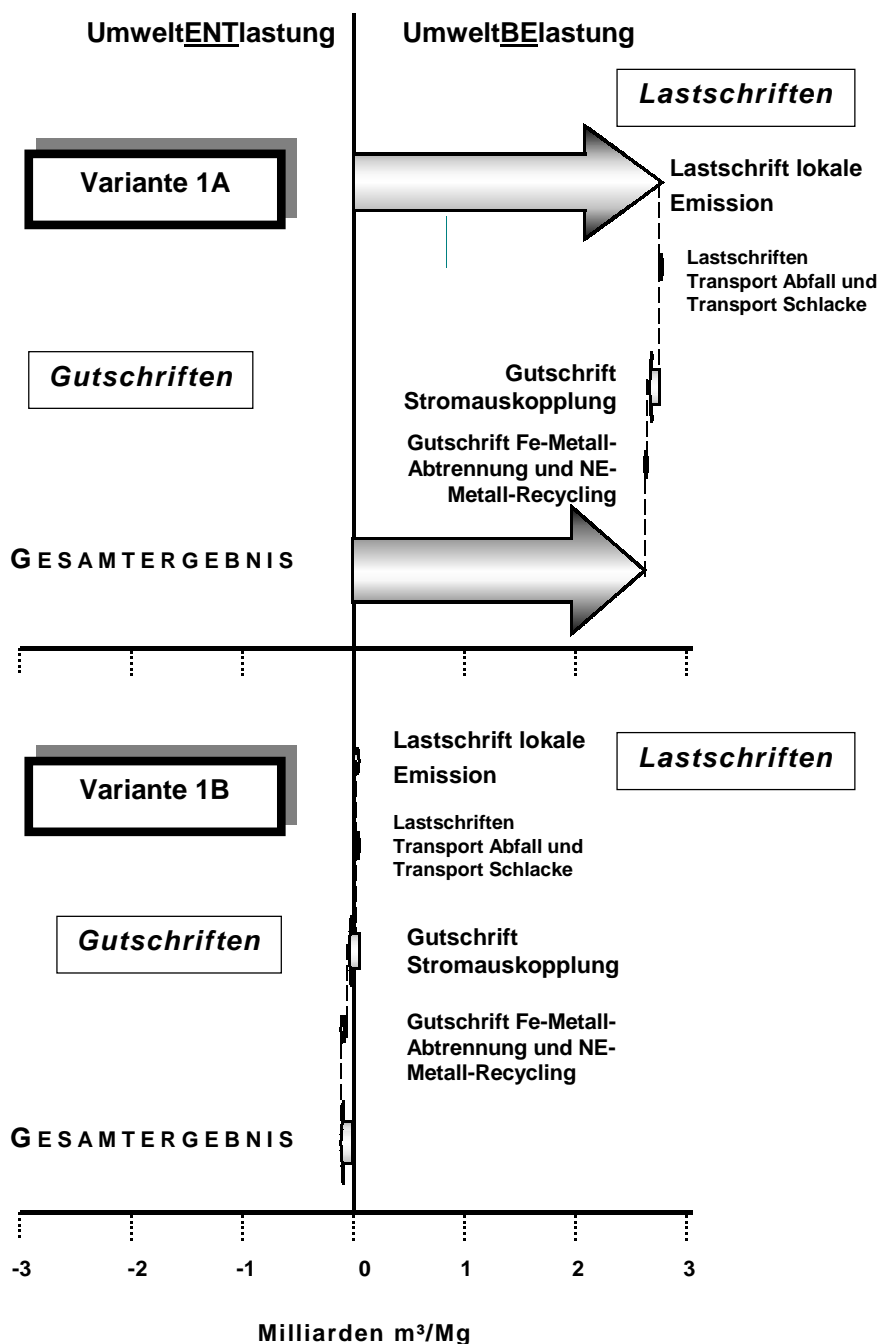 UmweltENTlastung UmweltBElastung
Lastschriften
Variante 1A
Lastschrift lokale
Emission
Lastschriften
Transport Abfall und
Transport Schlacke
Gutschriften
Gutschrift
Stromauskopplung
Gutschrift Fe-Metall-
Abtrennung und NE-
Metall-Recycling
GESAMTERGEBNIS
Lastschrift lokale
Emission
Lastschriften
Variante 1B
Lastschriften
Transport Abfall und
Transport Schlacke
Gutschriften
Gutschrift
Stromauskopplung
Gutschrift Fe-Metall-
Abtrennung und NE-
Metall-Recycling
GESAMTERGEBNIS
-3 -2 -1 0 1 2 3
Milliarden m³/Mg